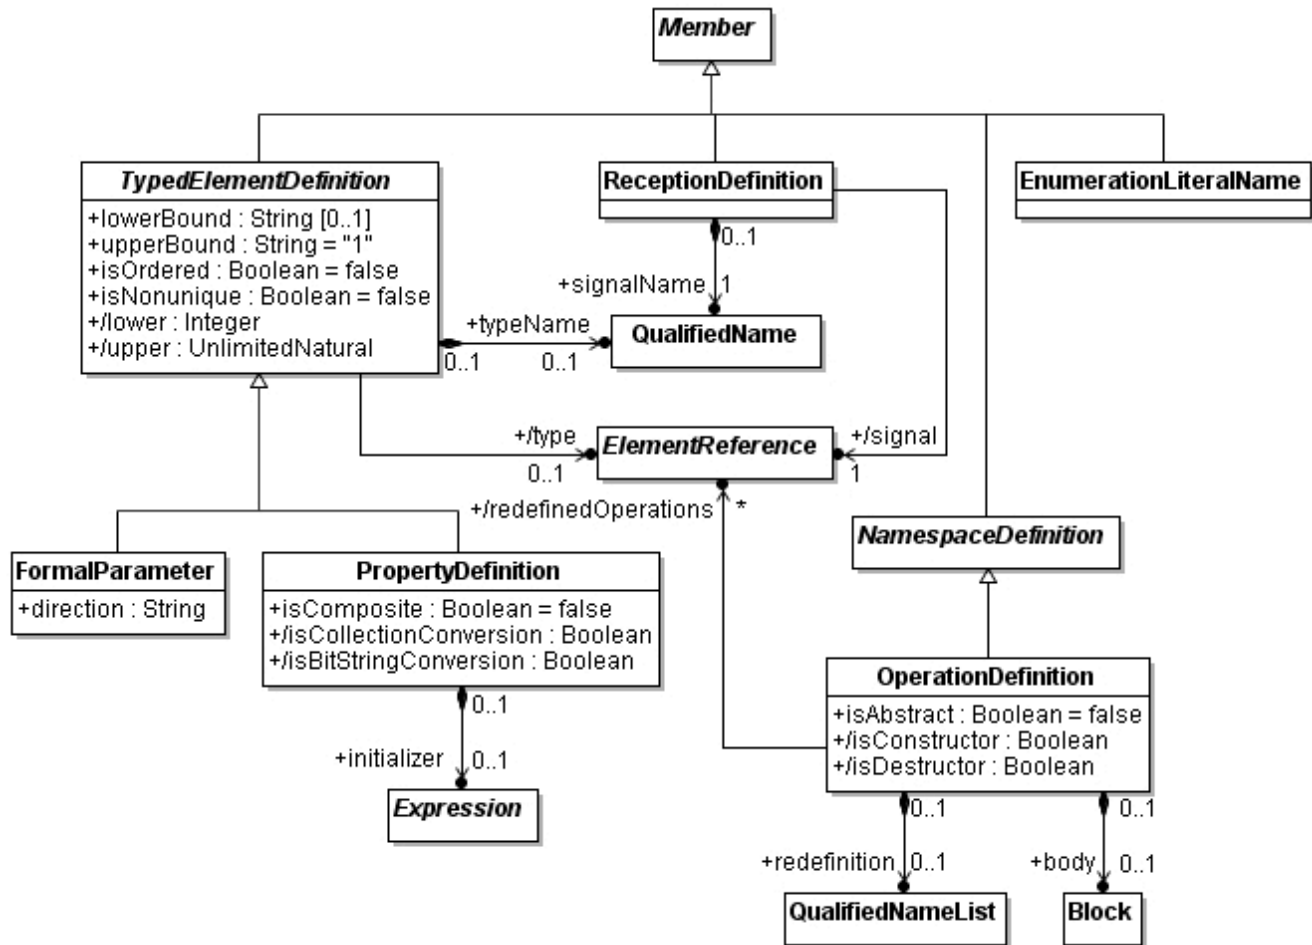 Member
TypedElementDefinition
+lowerBound : String [0..1]
+upperBound : String = "1"
+isOrdered : Boolean = false
+isNonunique : Boolean = false
+/lower : Integer
+/upper : UnlimitedNatural
ReceptionDefinition
EnumerationLiteralName
0..1
+signalName 1
+typeName
0..1 0..1
QualifiedName
+/type
0..1
ElementReference
+/signal
1
+/redefinedOperations *
NamespaceDefinition
FormalParameter
+direction : String
PropertyDefinition
+isComposite : Boolean = false
+/isCollectionConversion : Boolean
+/isBitStringConversion : Boolean
0..1
+initializer 0..1
Expression
OperationDefinition
+isAbstract : Boolean = false
+/isConstructor : Boolean
+/isDestructor : Boolean
0..1 0..1
+redefinition 0..1 +body 0..1
QualifiedNameList
Block